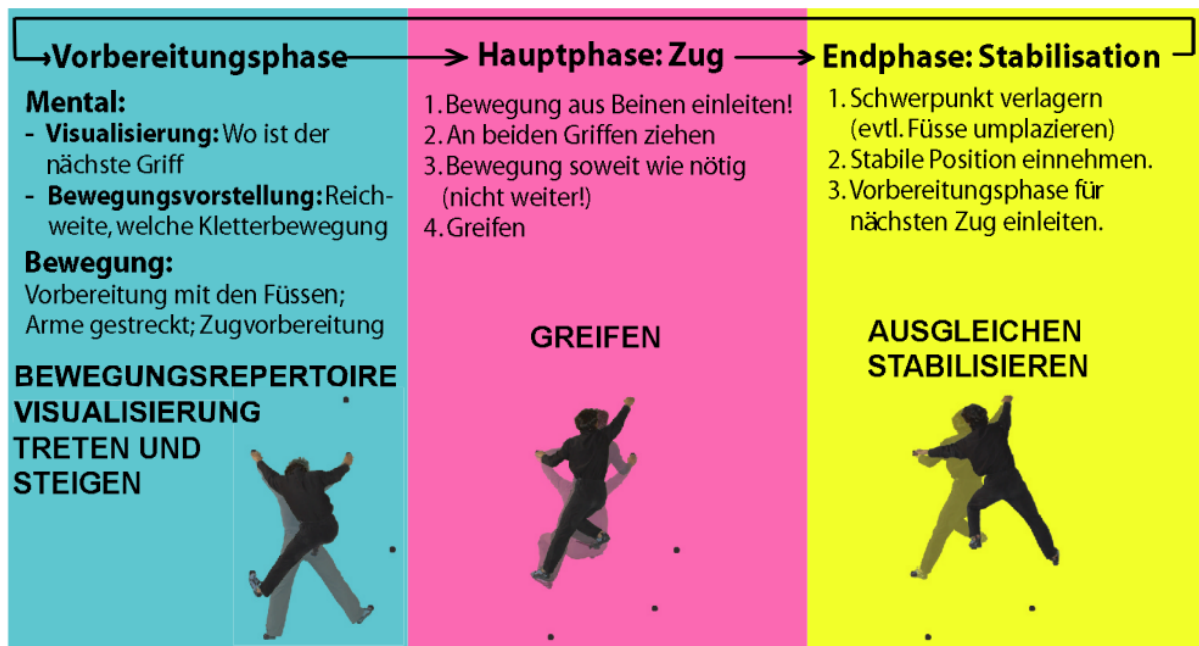 Vorbereitungsphase
Mental:
- Visualisierung: Wo ist der
nächste Griff
- Bewegungsvorstellung: Reich-
weite, welche Kletterbewegung
Bewegung:
Vorbereitung mit den Füssen;
Arme gestreckt; Zugvorbereitung
BEWEGUNGSREPERTOIRE
VISUALISIERUNG
TRETEN UND
STEIGEN
Hauptphase: Zug
1. Bewegung aus Beinen einleiten!
2. An beiden Griffen ziehen
3. Bewegung soweit wie nötig
(nicht weiter!)
4. Greifen
GREIFEN
Endphase: Stabilisation
1. Schwerpunkt verlagern
(evtl. Füsse umplazieren)
2. Stabile Position einnehmen.
3. Vorbereitungsphase für
nächsten Zug einleiten.
AUSGLEICHEN
STABILISIEREN